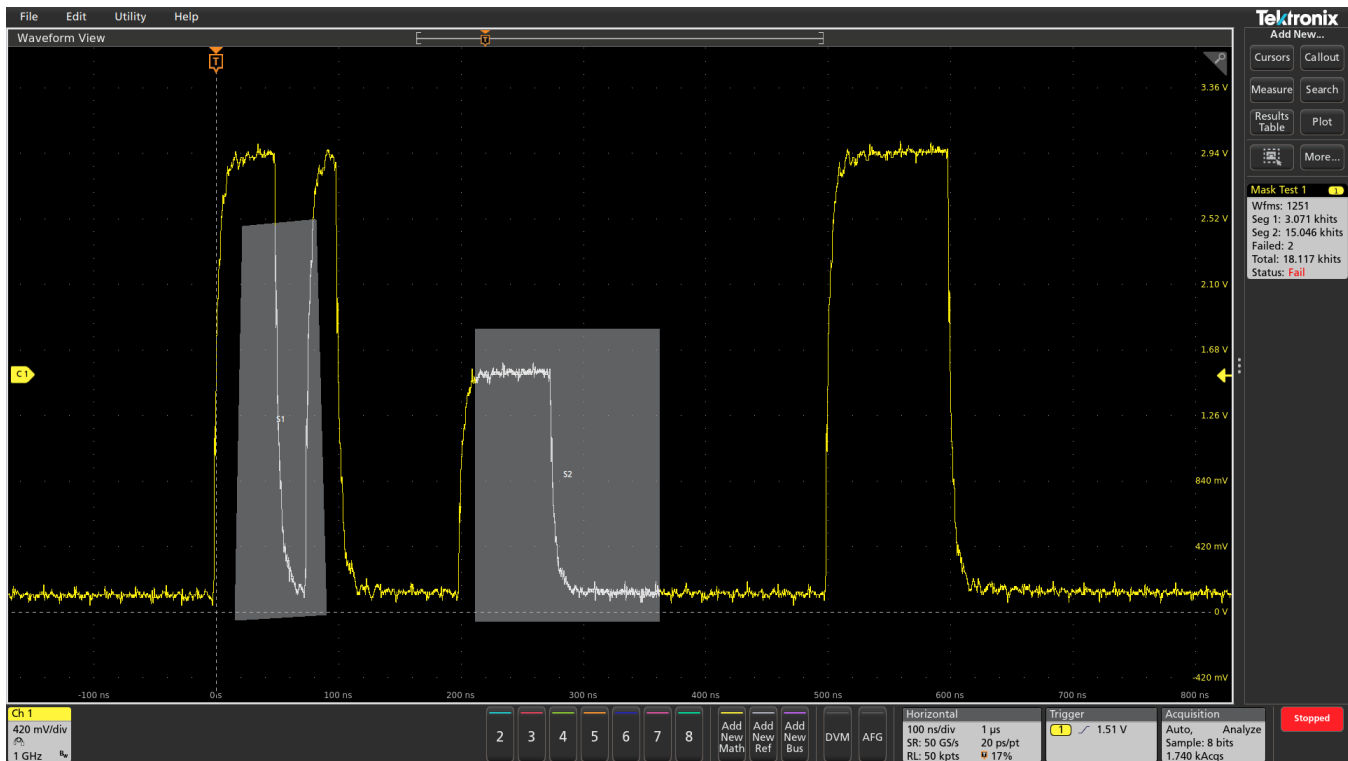 File Edit Utility Help
Tektronix
Waveform View
Add New...
T
T
Cursors Callout
Measure Search
Results Table Plot
More...
Mask Test 1 1
Wfms: 1251
Seg 1: 3.071 khits
Seg 2: 15.046 khits
Failed: 2
Total: 18.117 khits
Status: Fail
3.36 V
2.94 V
2.52 V
2.10 V
1.68 V
C 1
1.26 V
S1
S2
840 mV
420 mV
0 V
-420 mV
-100 ns 0s 100 ns 200 ns 300 ns 400 ns 500 ns 600 ns 700 ns 800 ns
Ch 1
420 mV/div
1 GHz Bw
2 3 4 5 6 7 8
Add New Math
Add New Ref
Add New Bus
DVM
AFG
Horizontal
100 ns/div 1 µs
SR: 50 GS/s 20 ps/pt
RL: 50 kpts 17%
Trigger
1 1.51 V
Acquisition
Auto, Analyze
Sample: 8 bits
1.740 kAcqs
Stopped